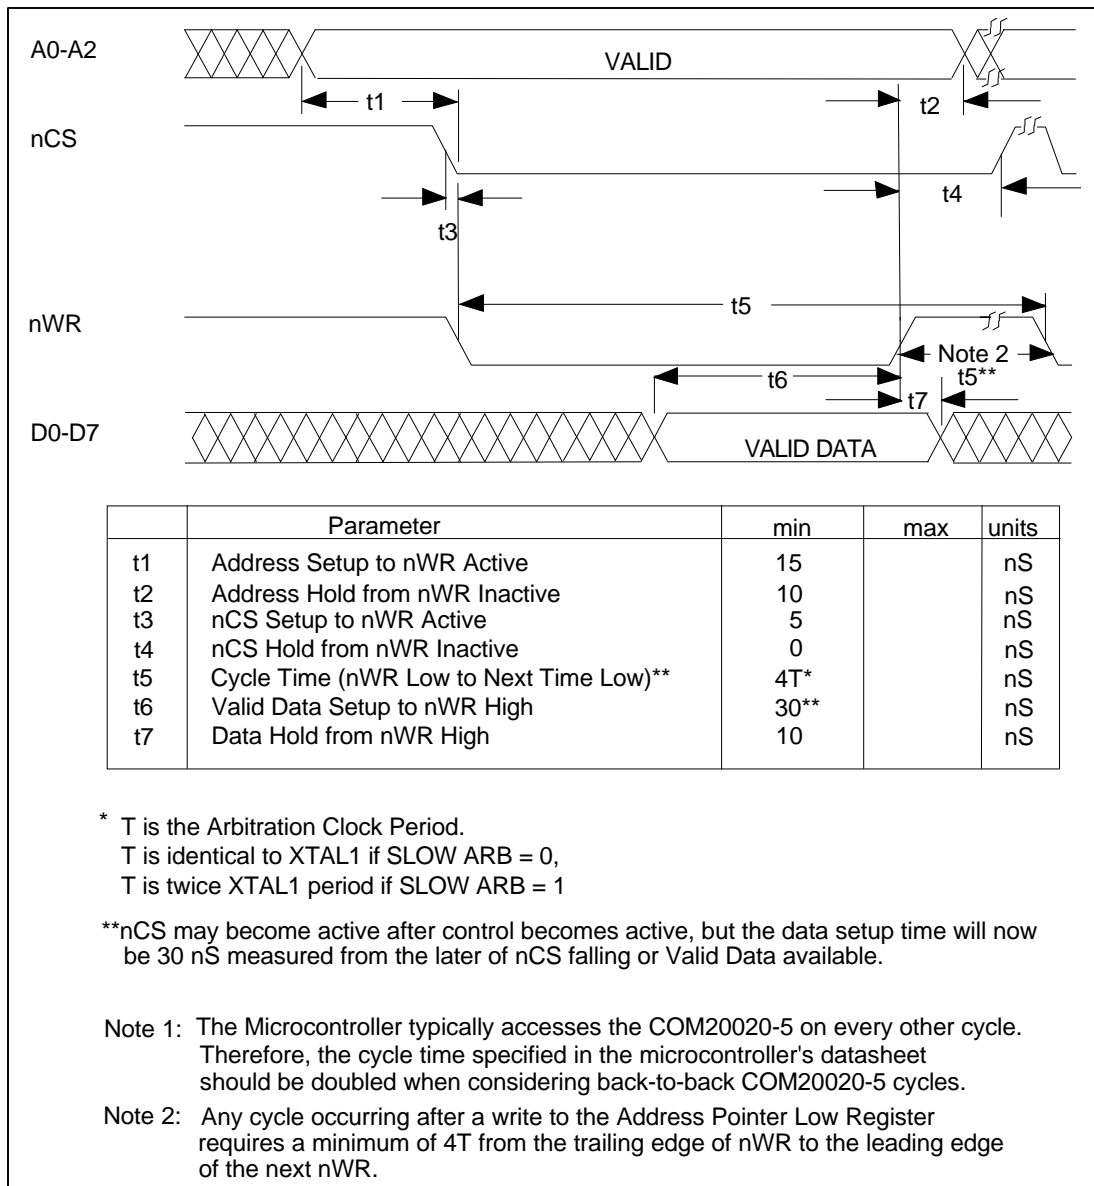 A0-A2
VALID
t1
t2
nCS
t4
t3
t5
nWR
Note 2
t6
t5**
t7
D0-D7
VALID DATA
Parameter min max units
t1 Address Setup to nWR Active 15 nS
t2 Address Hold from nWR Inactive 10 nS
t3 nCS Setup to nWR Active 5 nS
t4 nCS Hold from nWR Inactive 0 nS
t5 Cycle Time (nWR Low to Next Time Low)** 4T* nS
t6 Valid Data Setup to nWR High 30** nS
t7 Data Hold from nWR High 10 nS
* T is the Arbitration Clock Period.
T is identical to XTAL1 if SLOW ARB = 0,
T is twice XTAL1 period if SLOW ARB = 1
**nCS may become active after control becomes active, but the data setup time will now
be 30 nS measured from the later of nCS falling or Valid Data available.
Note 1: The Microcontroller typically accesses the COM20020-5 on every other cycle.
Therefore, the cycle time specified in the microcontroller's datasheet
should be doubled when considering back-to-back COM20020-5 cycles.
Note 2: Any cycle occurring after a write to the Address Pointer Low Register
requires a minimum of 4T from the trailing edge of nWR to the leading edge
of the next nWR.